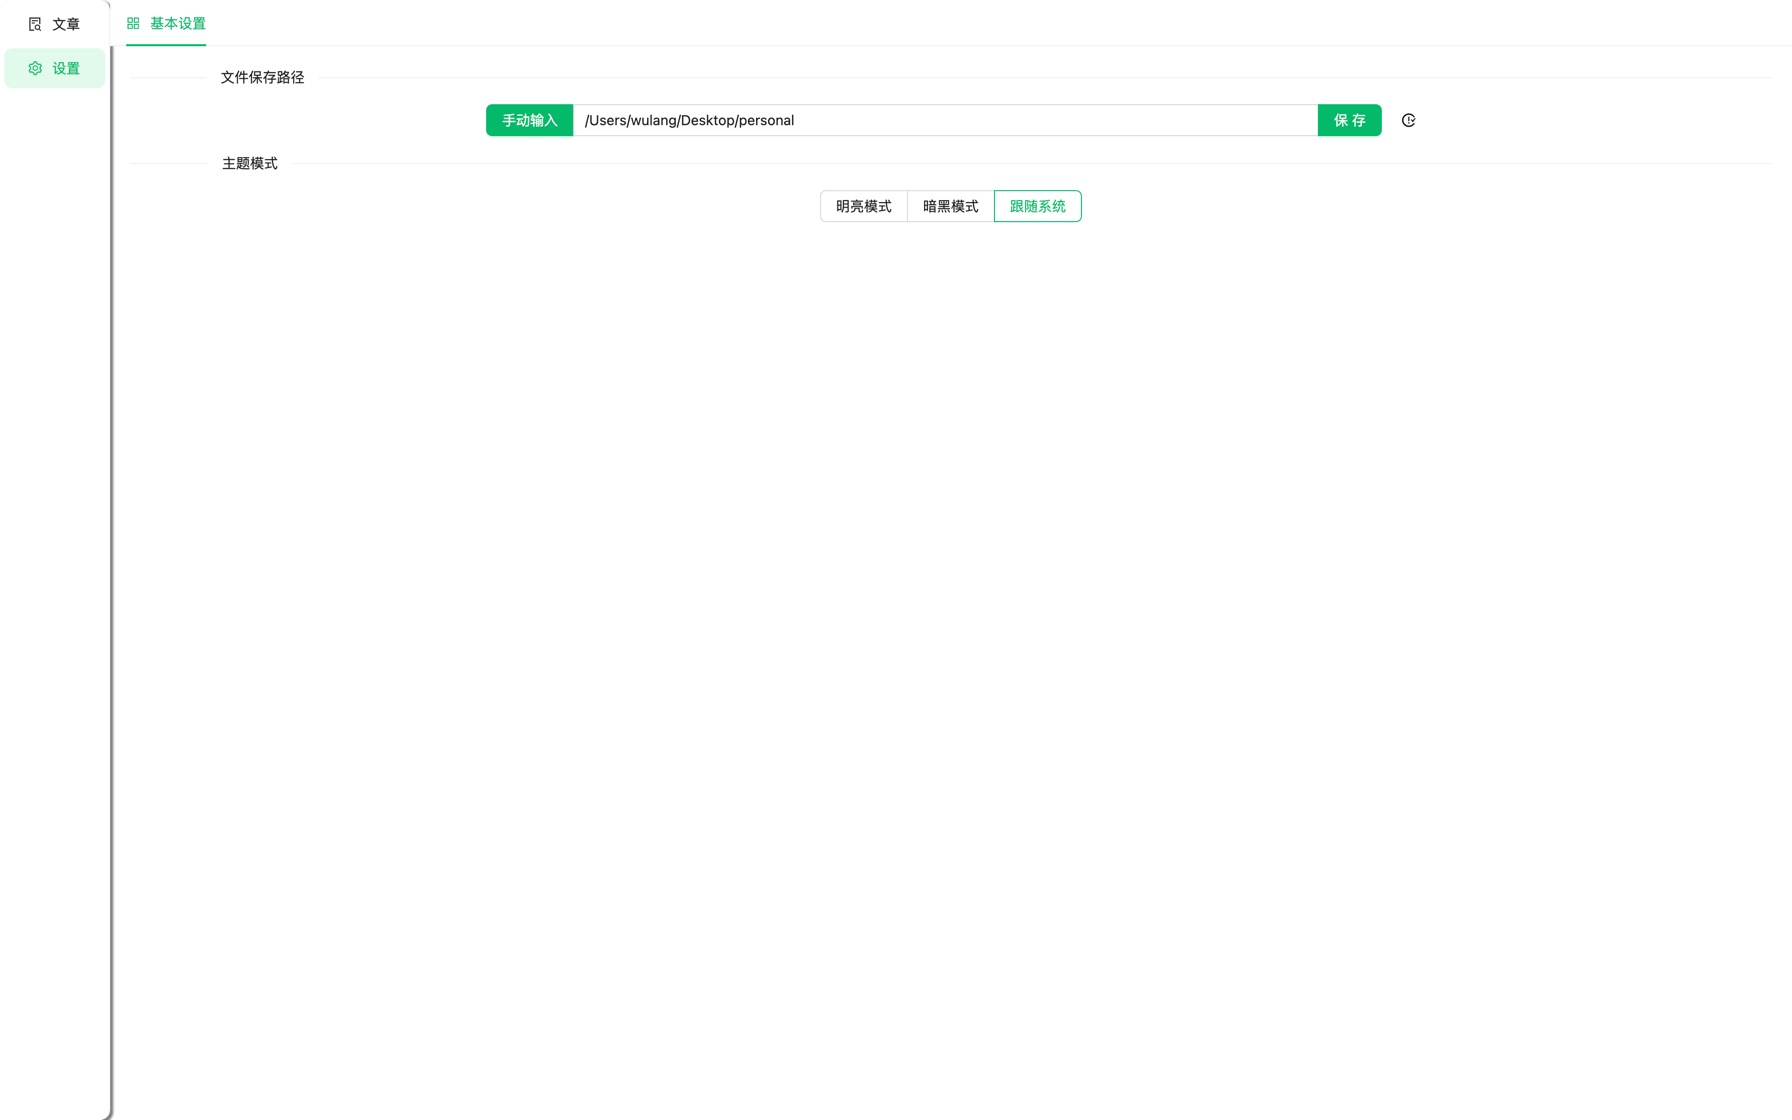 文章
设置
基本设置
文件保存路径
手动输入 /Users/wulang/Desktop/personal 保 存
主题模式
明亮模式 暗黑模式 跟随系统